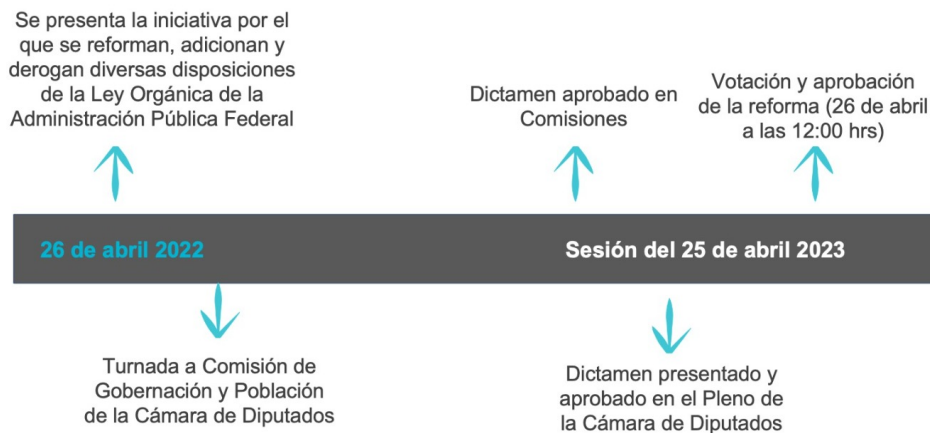 Se presenta la iniciativa por el
que se reforman, adicionan y
derogan diversas disposiciones
de la Ley Orgánica de la
Administración Pública Federal
Dictamen aprobado en
Comisiones
Votación y aprobación
de la reforma (26 de abril
a las 12:00 hrs)
26 de abril 2022
Sesión del 25 de abril 2023
Turnada a Comisión de
Gobernación y Población
de la Cámara de Diputados
Dictamen presentado y
aprobado en el Pleno de
la Cámara de Diputados